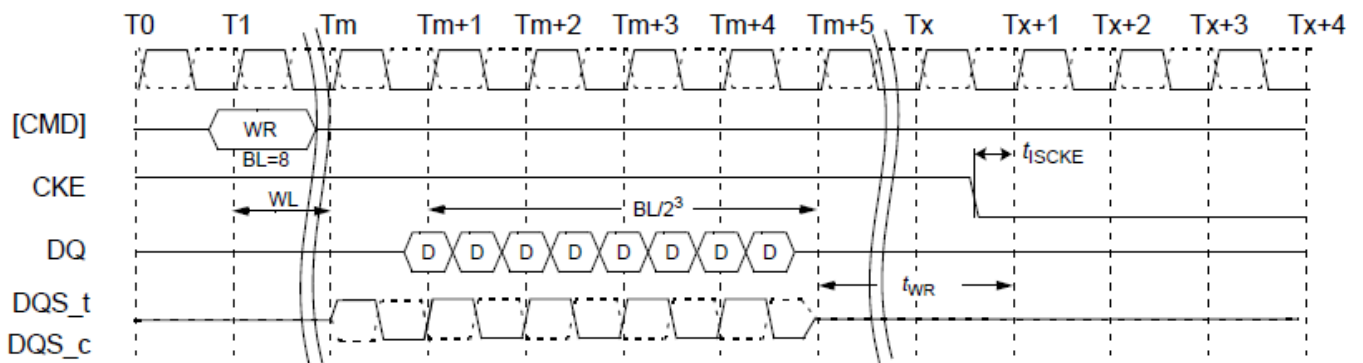 T0 T1 Tm Tm+1 Tm+2 Tm+3 Tm+4 Tm+5 Tx Tx+1 Tx+2 Tx+3 Tx+4
[CMD] WR
BL=8
tISCKE
CKE
WL BL/2³
DQ D D D D D D D D
DQS_t tWR
DQS_c